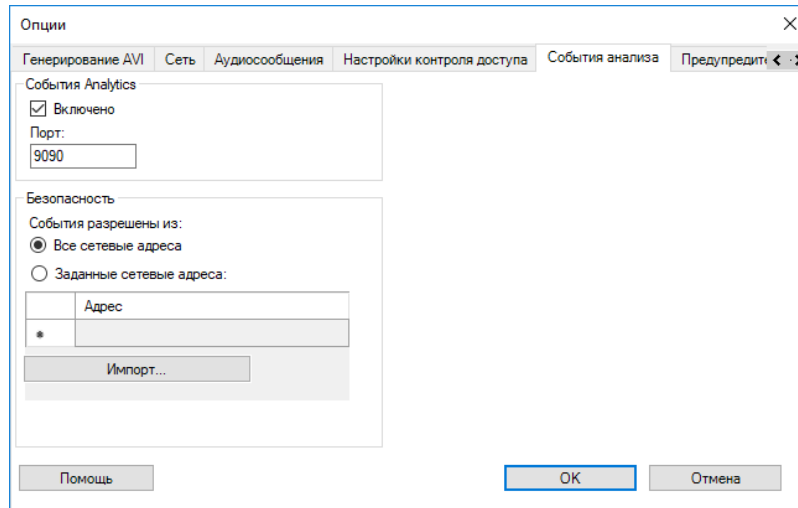 Опции
Генерирование AVI Сеть Аудиосообщения Настройки контроля доступа События анализа Предупредите
События Analytics
Включено
Порт:
9090
Безопасность
События разрешены из:
Все сетевые адреса
Заданные сетевые адреса:
Адрес
Импорт...
Помощь OK Отмена